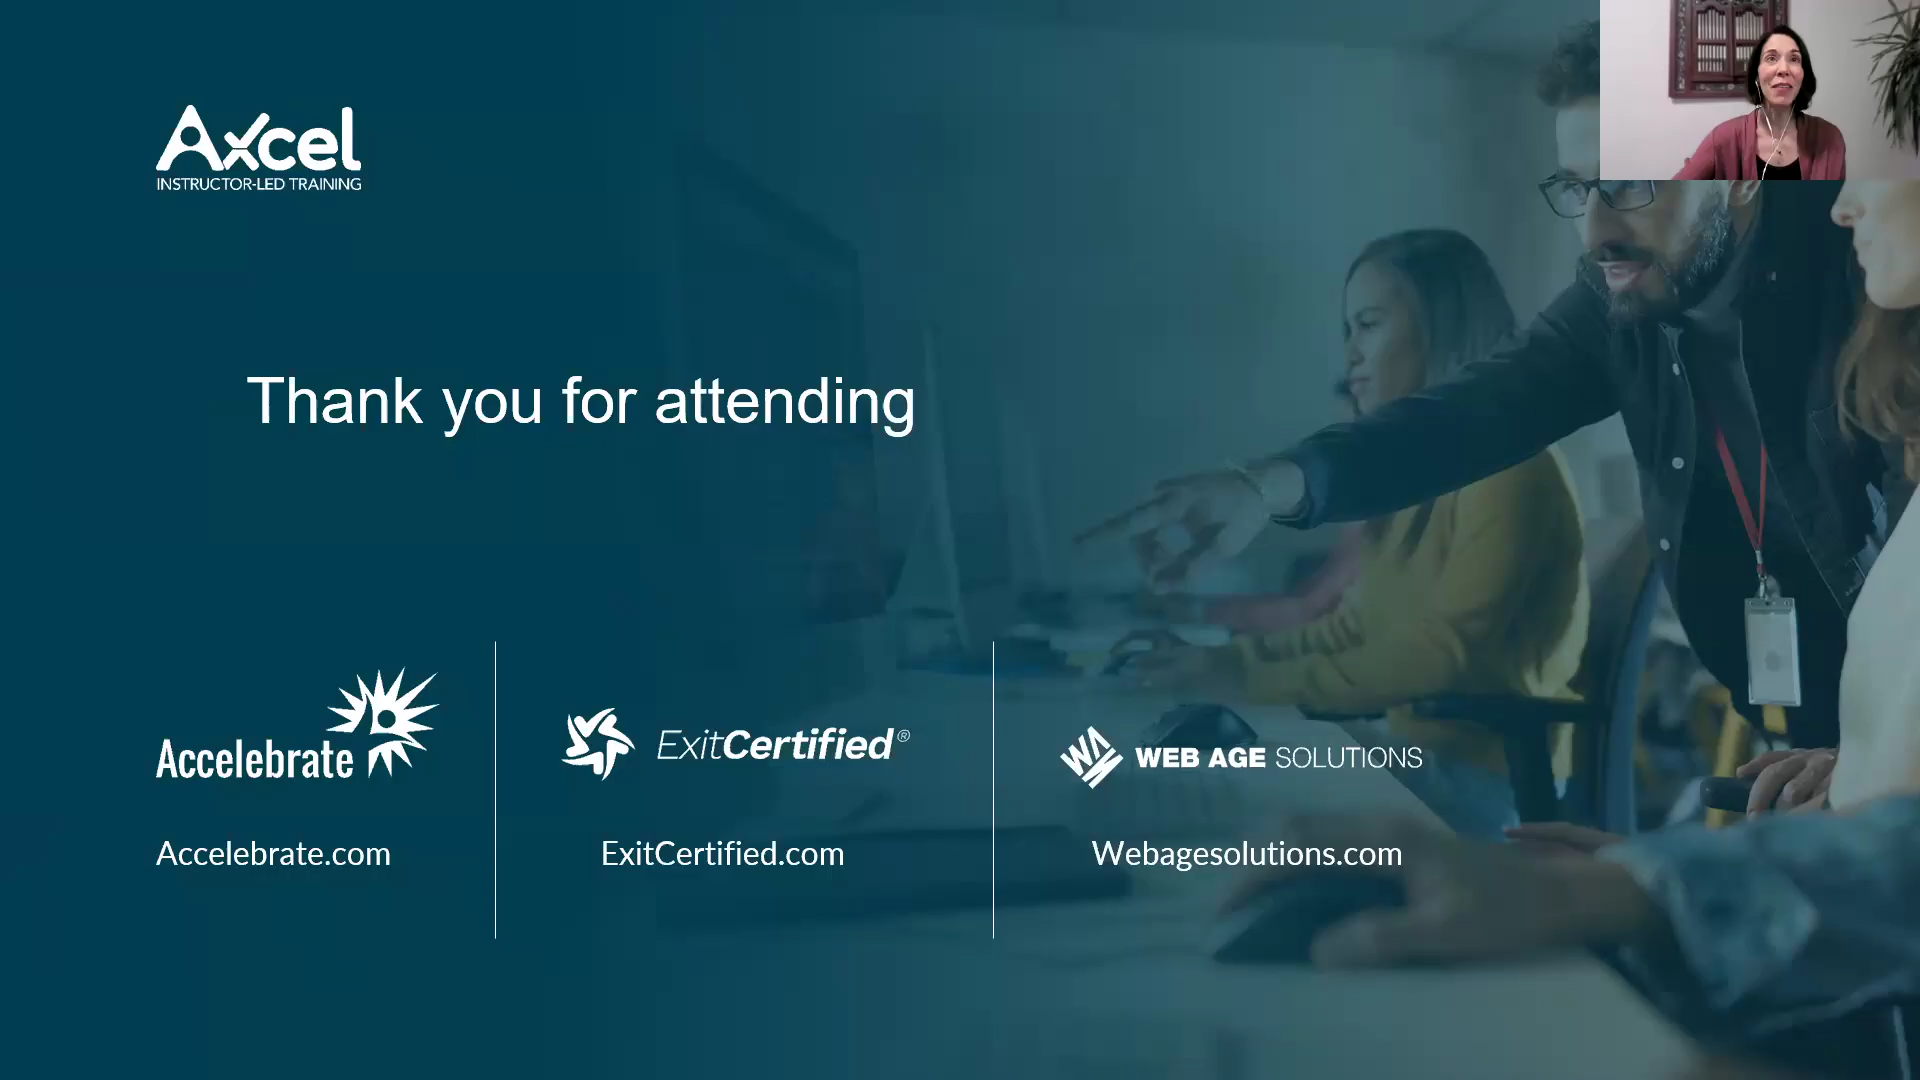 Axcel
INSTRUCTOR-LED TRAINING
Thank you for attending
Accelebrate
Accelebrate.com
ExitCertified®
ExitCertified.com
WEB AGE SOLUTIONS
Webagesolutions.com